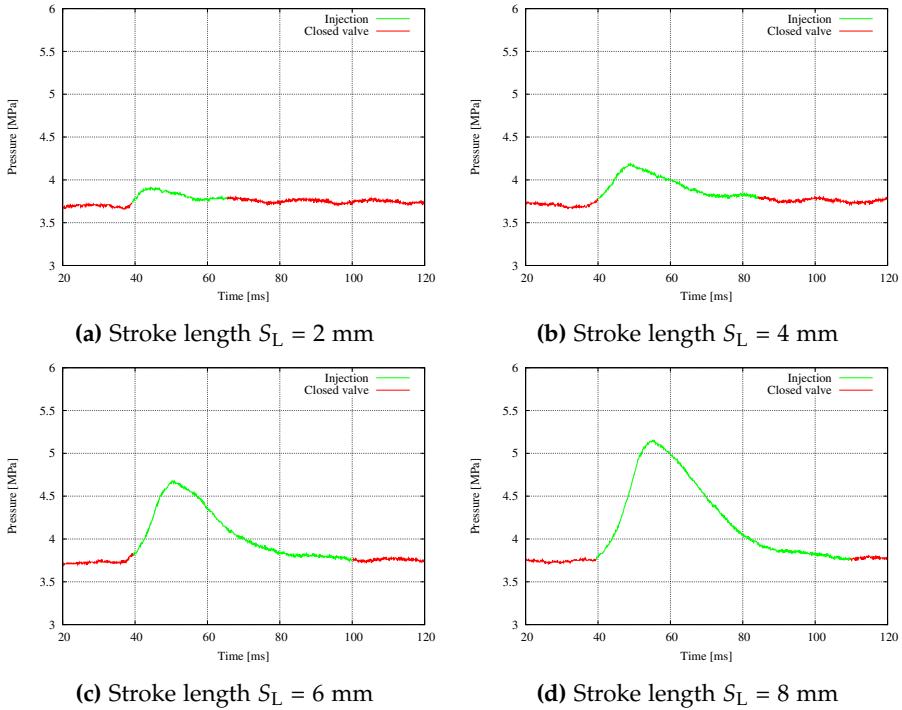 6
5.5
5
4.5
4
3.5
3
20 40 60 80 100 120
Pressure [MPa]
Time [ms]
Injection
Closed valve
(a) Stroke length S_L = 2 mm
6
5.5
5
4.5
4
3.5
3
20 40 60 80 100 120
Pressure [MPa]
Time [ms]
Injection
Closed valve
(b) Stroke length S_L = 4 mm
6
5.5
5
4.5
4
3.5
3
20 40 60 80 100 120
Pressure [MPa]
Time [ms]
Injection
Closed valve
(c) Stroke length S_L = 6 mm
6
5.5
5
4.5
4
3.5
3
20 40 60 80 100 120
Pressure [MPa]
Time [ms]
Injection
Closed valve
(d) Stroke length S_L = 8 mm